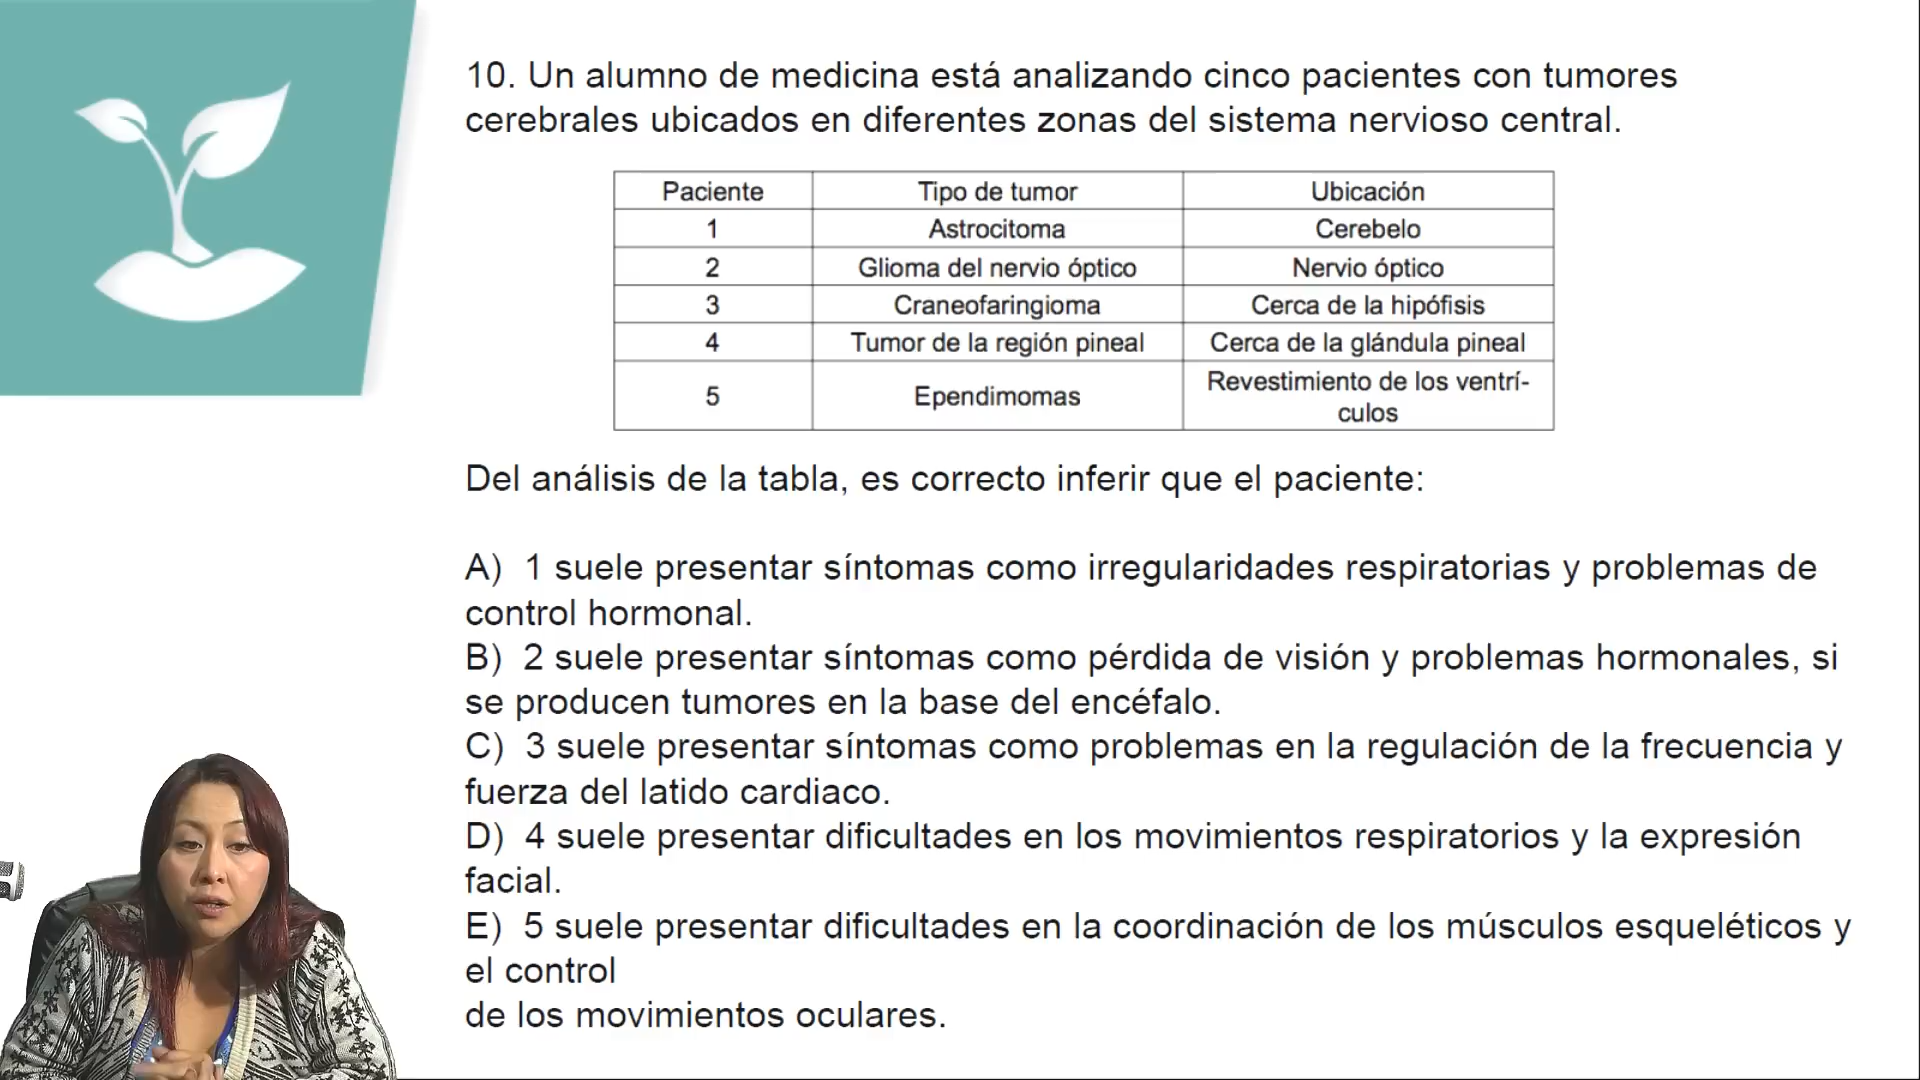 10. Un alumno de medicina está analizando cinco pacientes con tumores
cerebrales ubicados en diferentes zonas del sistema nervioso central.
Paciente Tipo de tumor Ubicación
1 Astrocitoma Cerebelo
2 Glioma del nervio óptico Nervio óptico
3 Craneofaringioma Cerca de la hipófisis
4 Tumor de la región pineal Cerca de la glándula pineal
5 Ependimomas Revestimiento de los ventrí-
culos
Del análisis de la tabla, es correcto inferir que el paciente:
A) 1 suele presentar síntomas como irregularidades respiratorias y problemas de
control hormonal.
B) 2 suele presentar síntomas como pérdida de visión y problemas hormonales, si
se producen tumores en la base del encéfalo.
C) 3 suele presentar síntomas como problemas en la regulación de la frecuencia y
fuerza del latido cardiaco.
D) 4 suele presentar dificultades en los movimientos respiratorios y la expresión
facial.
E) 5 suele presentar dificultades en la coordinación de los músculos esqueléticos y
el control
de los movimientos oculares.